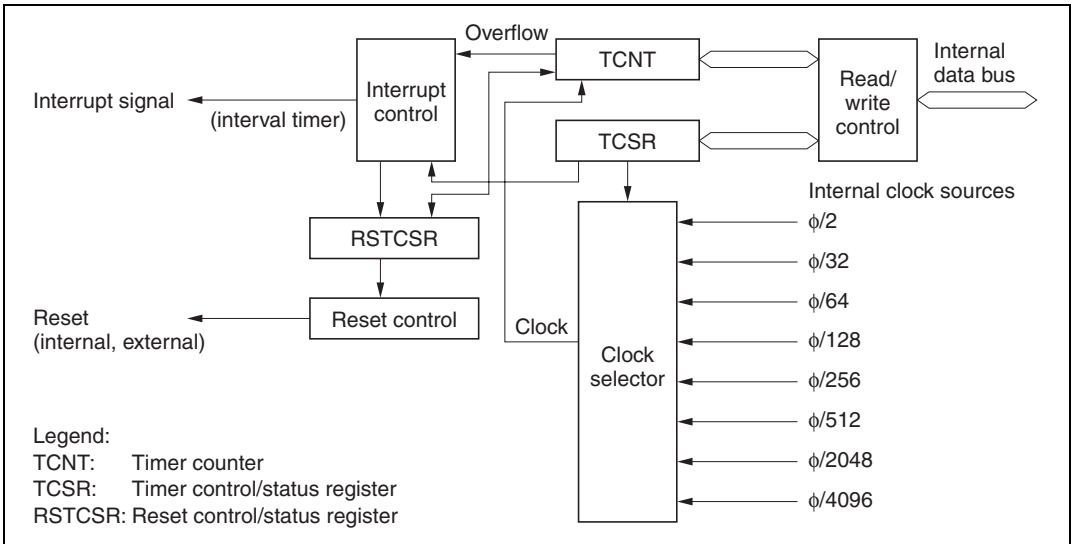 Overflow
TCNT
Internal
data bus
Read/
write
control
Interrupt
control
Interrupt signal
(interval timer)
TCSR
Internal clock sources
RSTCSR
ϕ/2
ϕ/32
ϕ/64
Reset control
Reset
(internal, external)
Clock
ϕ/128
Clock
selector
ϕ/256
ϕ/512
ϕ/2048
ϕ/4096
Legend:
TCNT: Timer counter
TCSR: Timer control/status register
RSTCSR: Reset control/status register